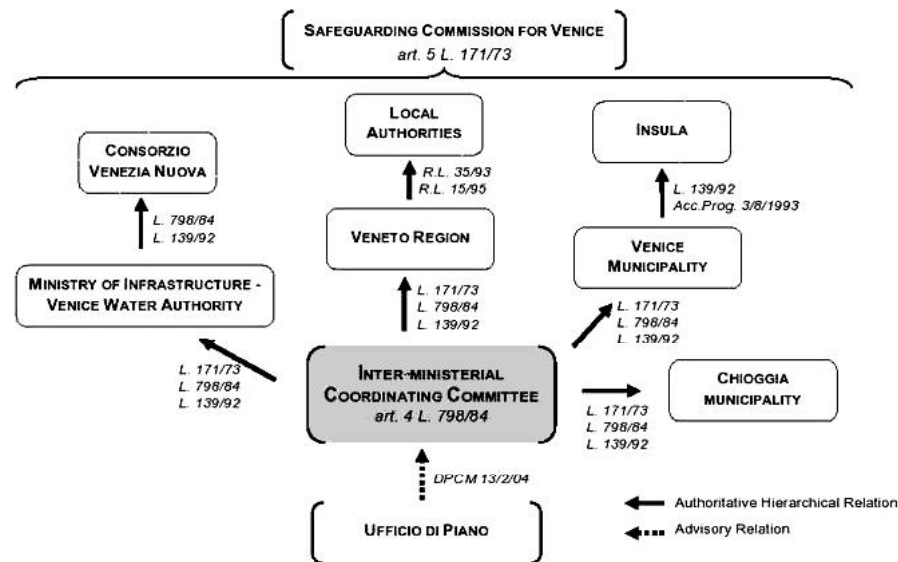 SAFEGUARDING COMMISSION FOR VENICE
art. 5 L. 171/73
LOCAL
AUTHORITIES
INSULA
CONSORZIO
VENEZIA NUOVA
R.L. 35/93
R.L. 15/95
L. 139/92
Acc.Prog. 3/8/1993
L. 798/84
L. 139/92
VENETO REGION
VENICE
MUNICIPALITY
MINISTRY OF INFRASTRUCTURE -
VENICE WATER AUTHORITY
L. 171/73
L. 798/84
L. 139/92
L. 171/73
L. 798/84
L. 139/92
L. 171/73
L. 798/84
L. 139/92
INTER-MINISTERIAL
COORDINATING COMMITTEE
art. 4 L. 798/84
CHIOGGIA
MUNICIPALITY
L. 171/73
L. 798/84
L. 139/92
DPCM 13/2/04
UFFICIO DI PIANO
Authoritative Hierarchical Relation
Advisory Relation